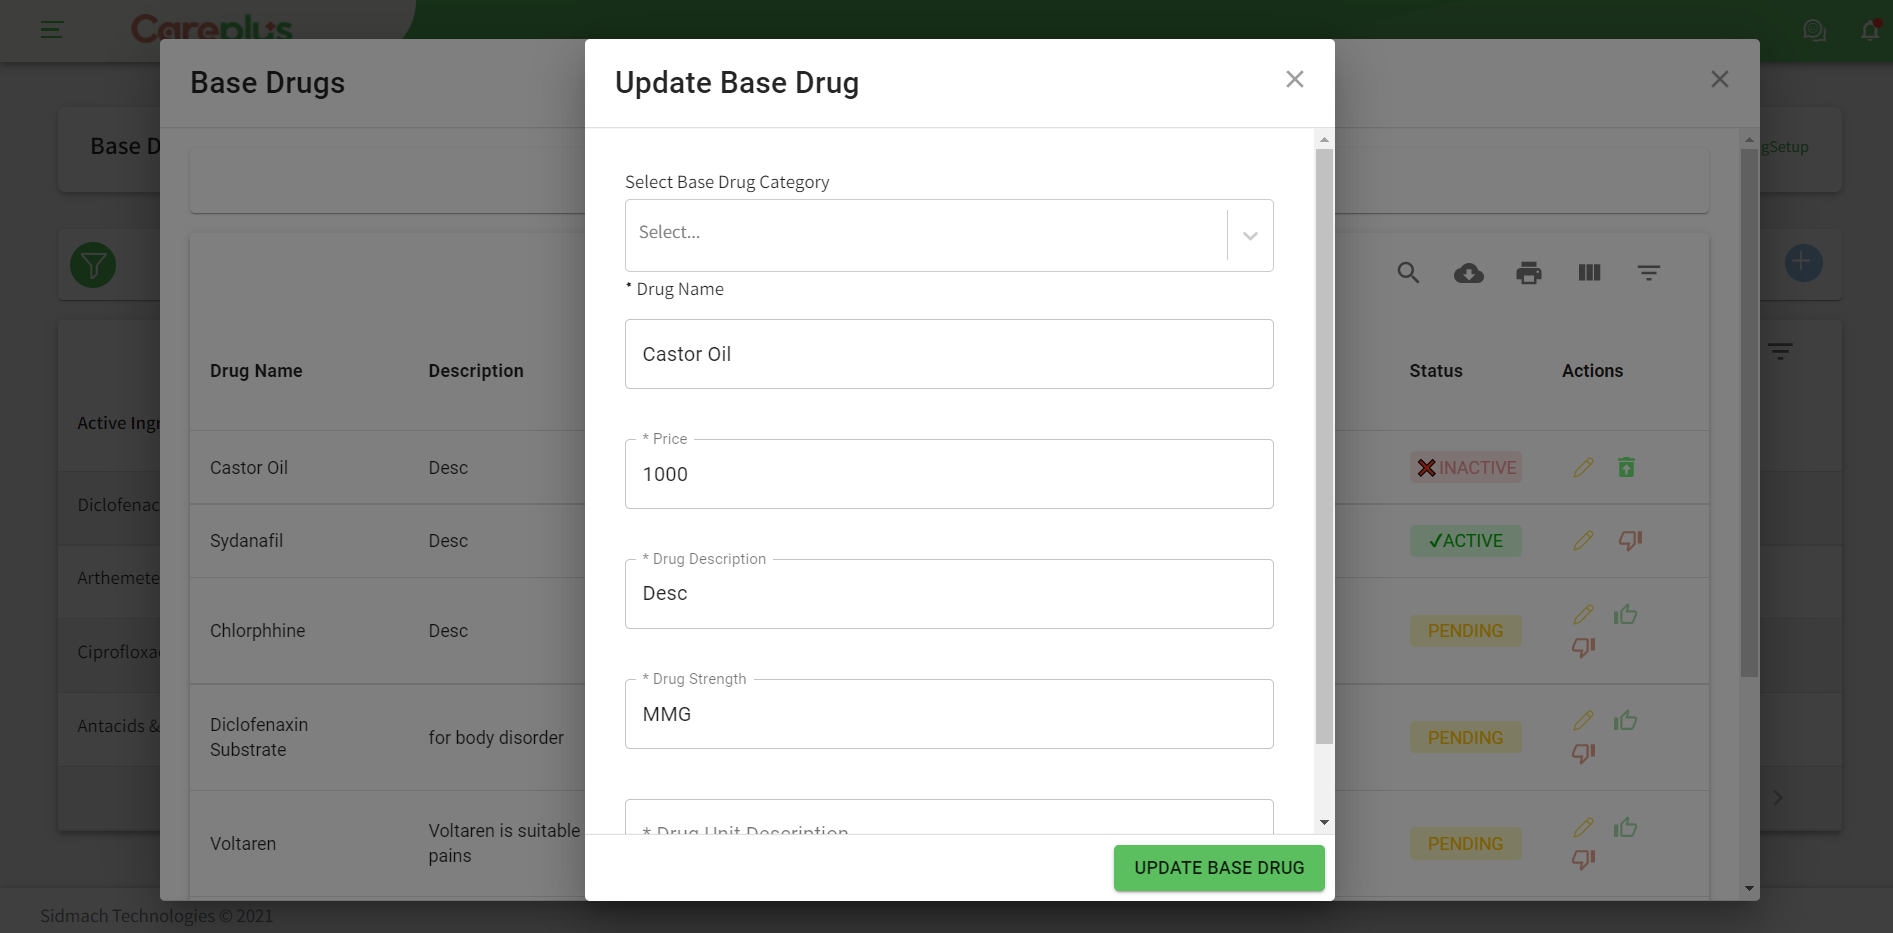 Careplus
Base Drugs
Update Base Drug
Base D
gSetup
Select Base Drug Category
Select...
* Drug Name
Castor Oil
* Price
1000
* Drug Description
Desc
* Drug Strength
MMG
* Drug Unit Description
UPDATE BASE DRUG
Drug Name Description Status Actions
Active Ingr
Castor Oil Desc ❌INACTIVE
Diclofenac
Sydanafil Desc ✓ACTIVE
Arthemete
Chlorphhine Desc PENDING
Ciprofloxa
Diclofenaxin
Substrate
for body disorder PENDING
Antacids &
Voltaren Voltaren is suitable
pains
PENDING
Sidmach Technologies © 2021